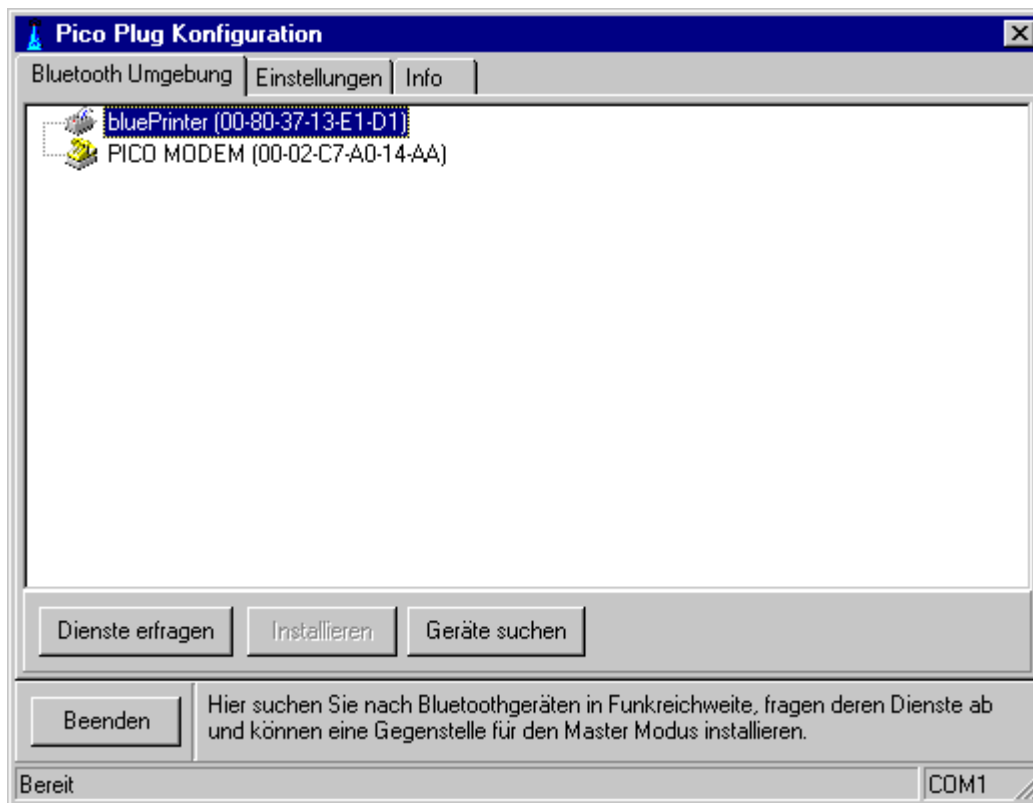 Pico Plug Konfiguration
Bluetooth Umgebung Einstellungen Info
bluePrinter (00-80-37-13-E1-D1)
PICO MODEM (00-02-C7-A0-14-AA)
Dienste erfragen Installieren Geräte suchen
Beenden
Hier suchen Sie nach Bluetoothgeräten in Funkreichweite, fragen deren Dienste ab
und können eine Gegenstelle für den Master Modus installieren.
Bereit COM1